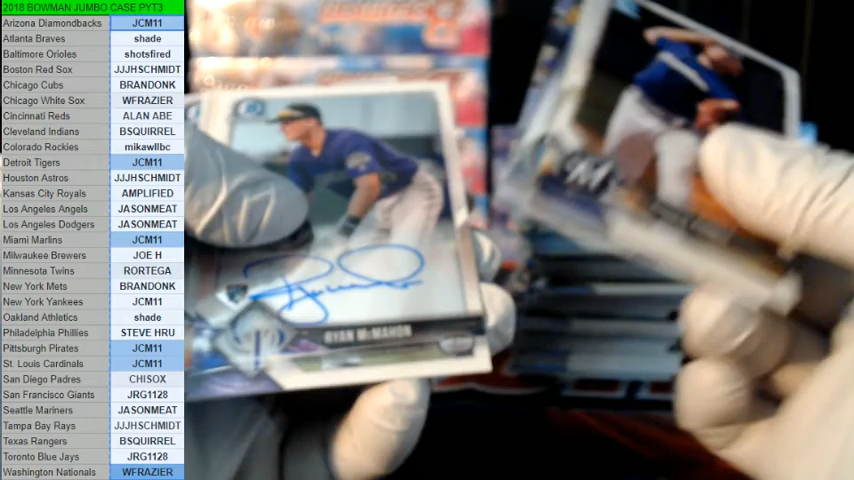 2018 BOWMAN JUMBO CASE PYT3
Arizona Diamondbacks JCM11
Atlanta Braves shade
Baltimore Orioles shotsfired
Boston Red Sox JJJHSCHMIDT
Chicago Cubs BRANDONK
Chicago White Sox WFRAZIER
Cincinnati Reds ALAN ABE
Cleveland Indians BSQUIRREL
Colorado Rockies mikawllbc
Detroit Tigers JCM11
Houston Astros JJJHSCHMIDT
Kansas City Royals AMPLIFIED
Los Angeles Angels JASONMEAT
Los Angeles Dodgers JASONMEAT
Miami Marlins JCM11
Milwaukee Brewers JOE H
Minnesota Twins RORTEGA
New York Mets BRANDONK
New York Yankees JCM11
Oakland Athletics shade
Philadelphia Phillies STEVE HRU
Pittsburgh Pirates JCM11
St. Louis Cardinals JCM11
San Diego Padres CHISOX
San Francisco Giants JRG1128
Seattle Mariners JASONMEAT
Tampa Bay Rays JJJHSCHMIDT
Texas Rangers BSQUIRREL
Toronto Blue Jays JRG1128
Washington Nationals WFRAZIER
RYAN McMAHON